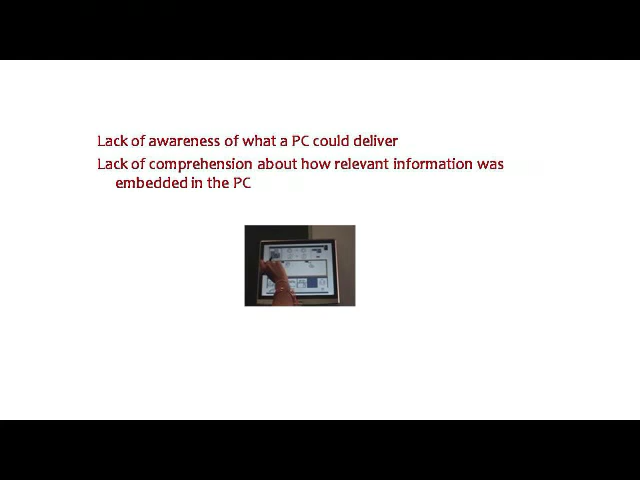 Lack of awareness of what a PC could deliver
Lack of comprehension about how relevant information was
embedded in the PC